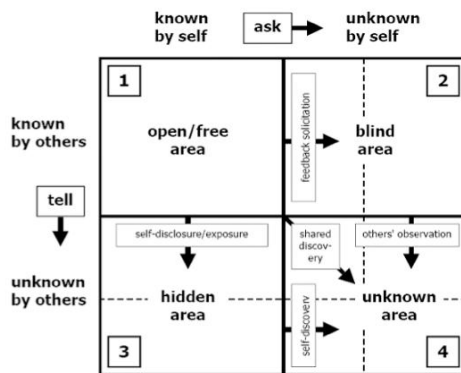 known
by self
ask
unknown
by self
1
2
known
by others
open/free
area
feedback solicitation
blind
area
tell
self-disclosure/exposure
shared
discov-
ery
others' observation
unknown
by others
hidden
area
self-discovery
unknown
area
3
4